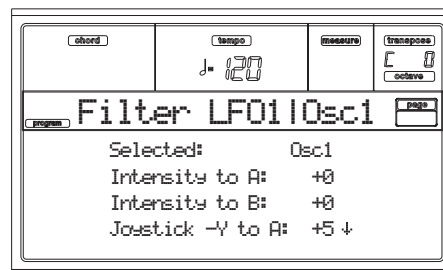 chord tempo measure transpose
♩= 120 C 0
octave
program Filter LFO1|Osc1 page
Selected: Osc1
Intensity to A: +0
Intensity to B: +0
Joystick -Y to A: +5 ↓